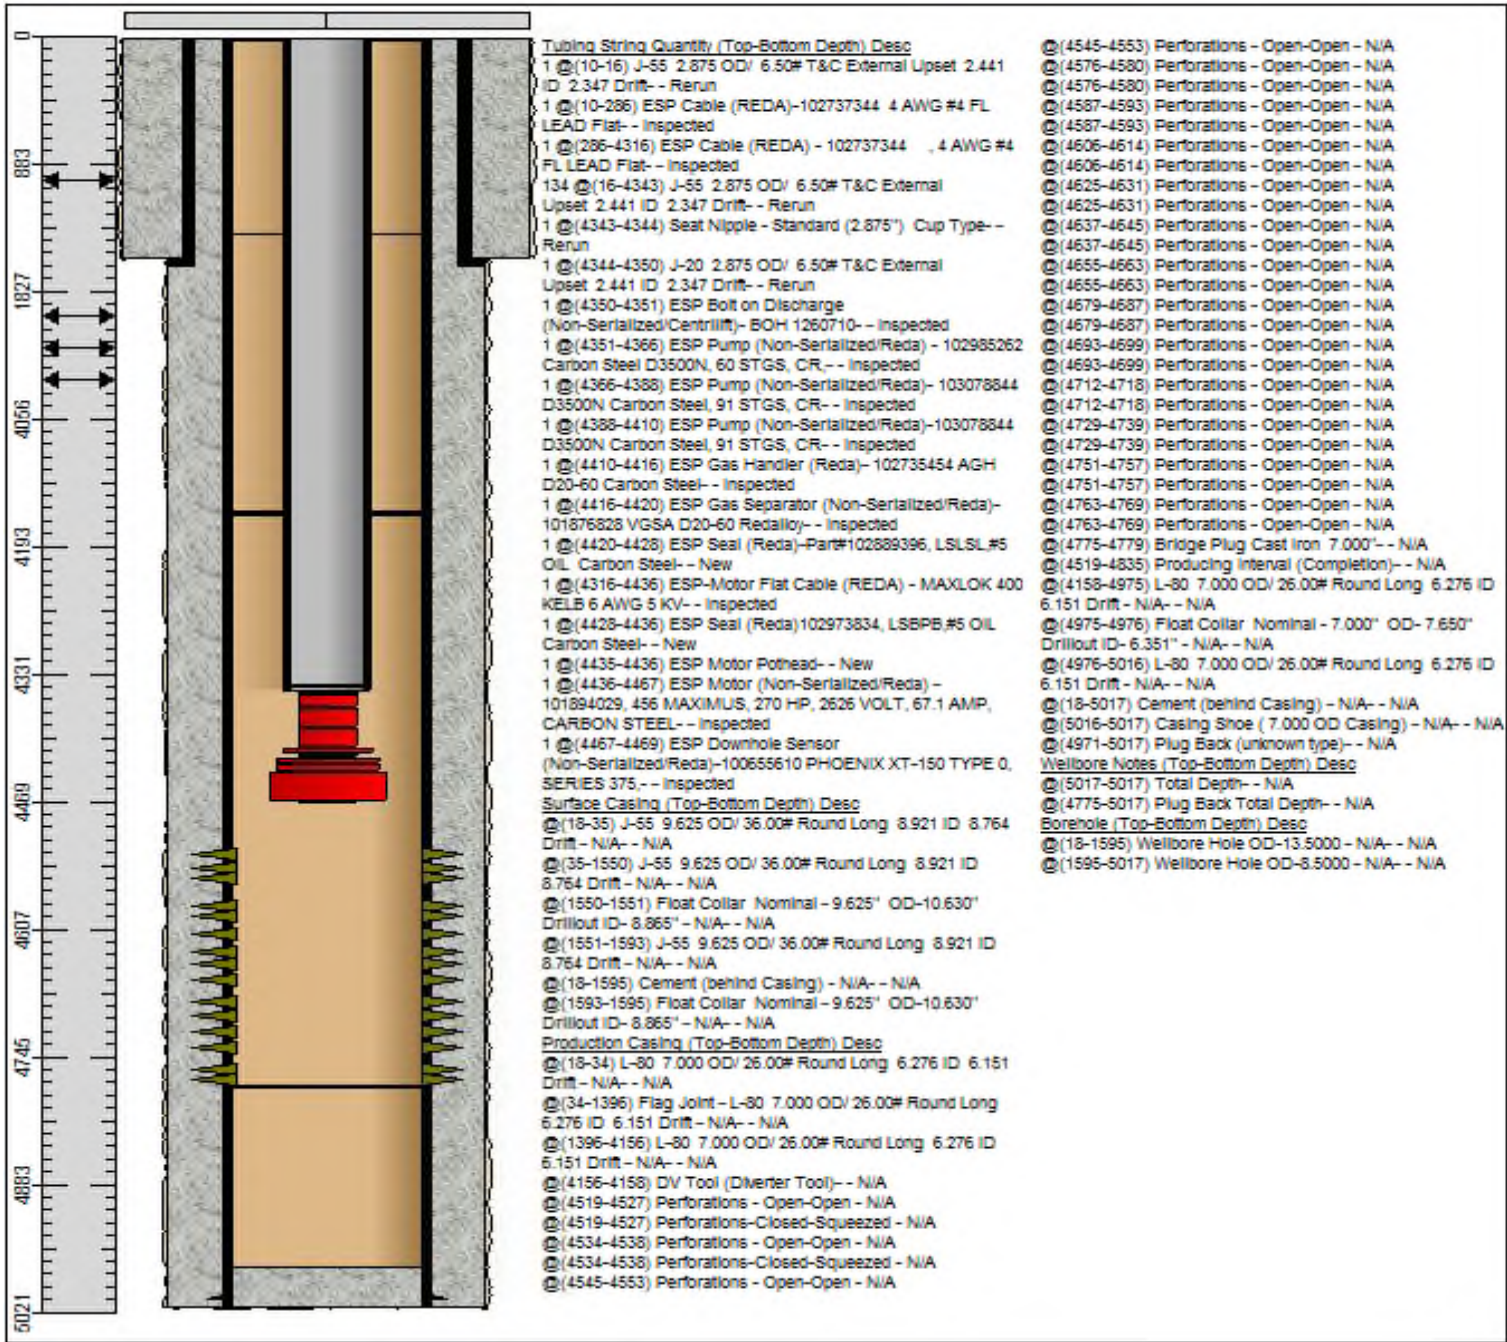 0
883
1827
4056
4193
4331
4469
4607
4745
4883
5021
Tubing String Quantity (Top-Bottom Depth) Desc
1 @(10-16) J-55 2.875 OD/ 6.50# T&C External Upset 2.441
ID 2.347 Drift- - Rerun
1 @(10-286) ESP Cable (REDA)-102737344 4 AWG #4 FL
LEAD Flat- - Inspected
1 @(286-4316) ESP Cable (REDA) - 102737344 , 4 AWG #4
FL LEAD Flat- - Inspected
134 @(16-4343) J-55 2.875 OD/ 6.50# T&C External
Upset 2.441 ID 2.347 Drift- - Rerun
1 @(4343-4344) Seat Nipple - Standard (2.875") Cup Type- -
Rerun
1 @(4344-4350) J-20 2.875 OD/ 6.50# T&C External
Upset 2.441 ID 2.347 Drift- - Rerun
1 @(4350-4351) ESP Bolt on Discharge
(Non-Serialized/Centrilift)- BOH 1260710- - Inspected
1 @(4351-4366) ESP Pump (Non-Serialized/Reda) - 102985262
Carbon Steel D3500N, 60 STGS, CR,- - Inspected
1 @(4366-4388) ESP Pump (Non-Serialized/Reda)- 103078844
D3500N Carbon Steel, 91 STGS, CR- - Inspected
1 @(4388-4410) ESP Pump (Non-Serialized/Reda)-103078844
D3500N Carbon Steel, 91 STGS, CR- - Inspected
1 @(4410-4416) ESP Gas Handler (Reda)- 102735454 AGH
D20-60 Carbon Steel- - Inspected
1 @(4416-4420) ESP Gas Separator (Non-Serialized/Reda)-
101876828 VGSA D20-60 Redalloy- - Inspected
1 @(4420-4428) ESP Seal (Reda)-Part#102889396, LSLSL,#5
OIL Carbon Steel- - New
1 @(4316-4436) ESP-Motor Flat Cable (REDA) - MAXLOK 400
KELB 6 AWG 5 KV- - Inspected
1 @(4428-4436) ESP Seal (Reda)102973834, LSBPB,#5 OIL
Carbon Steel- - New
1 @(4435-4436) ESP Motor Pothead- - New
1 @(4436-4467) ESP Motor (Non-Serialized/Reda) -
101894029, 456 MAXIMUS, 270 HP, 2626 VOLT, 67.1 AMP,
CARBON STEEL- - Inspected
1 @(4467-4469) ESP Downhole Sensor
(Non-Serialized/Reda)-100655610 PHOENIX XT-150 TYPE 0,
SERIES 375,- - Inspected
Surface Casing (Top-Bottom Depth) Desc
@(18-35) J-55 9.625 OD/ 36.00# Round Long 8.921 ID 8.764
Drift - N/A- - N/A
@(35-1550) J-55 9.625 OD/ 36.00# Round Long 8.921 ID
8.764 Drift - N/A- - N/A
@(1550-1551) Float Collar Nominal - 9.625" OD-10.630"
Drillout ID- 8.865" - N/A- - N/A
@(1551-1593) J-55 9.625 OD/ 36.00# Round Long 8.921 ID
8.764 Drift - N/A- - N/A
@(18-1595) Cement (behind Casing) - N/A- - N/A
@(1593-1595) Float Collar Nominal - 9.625" OD-10.630"
Drillout ID- 8.865" - N/A- - N/A
Production Casing (Top-Bottom Depth) Desc
@(18-34) L-80 7.000 OD/ 26.00# Round Long 6.276 ID 6.151
Drift - N/A- - N/A
@(34-1396) Flag Joint - L-80 7.000 OD/ 26.00# Round Long
6.276 ID 6.151 Drift - N/A- - N/A
@(1396-4156) L-80 7.000 OD/ 26.00# Round Long 6.276 ID
6.151 Drift - N/A- - N/A
@(4156-4158) DV Tool (Diverter Tool)- - N/A
@(4519-4527) Perforations - Open-Open - N/A
@(4519-4527) Perforations-Closed-Squeezed - N/A
@(4534-4538) Perforations - Open-Open - N/A
@(4534-4538) Perforations-Closed-Squeezed - N/A
@(4545-4553) Perforations - Open-Open - N/A
@(4545-4553) Perforations - Open-Open - N/A
@(4576-4580) Perforations - Open-Open - N/A
@(4576-4580) Perforations - Open-Open - N/A
@(4587-4593) Perforations - Open-Open - N/A
@(4587-4593) Perforations - Open-Open - N/A
@(4606-4614) Perforations - Open-Open - N/A
@(4606-4614) Perforations - Open-Open - N/A
@(4625-4631) Perforations - Open-Open - N/A
@(4625-4631) Perforations - Open-Open - N/A
@(4637-4645) Perforations - Open-Open - N/A
@(4637-4645) Perforations - Open-Open - N/A
@(4655-4663) Perforations - Open-Open - N/A
@(4655-4663) Perforations - Open-Open - N/A
@(4679-4687) Perforations - Open-Open - N/A
@(4679-4687) Perforations - Open-Open - N/A
@(4693-4699) Perforations - Open-Open - N/A
@(4693-4699) Perforations - Open-Open - N/A
@(4712-4718) Perforations - Open-Open - N/A
@(4712-4718) Perforations - Open-Open - N/A
@(4729-4739) Perforations - Open-Open - N/A
@(4751-4757) Perforations - Open-Open - N/A
@(4751-4757) Perforations - Open-Open - N/A
@(4763-4769) Perforations - Open-Open - N/A
@(4763-4769) Perforations - Open-Open - N/A
@(4775-4779) Bridge Plug Cast Iron 7.000"- - N/A
@(4519-4835) Producing Interval (Completion)- - N/A
@(4158-4975) L-80 7.000 OD/ 26.00# Round Long 6.276 ID
6.151 Drift - N/A- - N/A
@(4975-4976) Float Collar Nominal - 7.000" OD- 7.650"
Drillout ID- 6.351" - N/A- - N/A
@(4976-5016) L-80 7.000 OD/ 26.00# Round Long 6.276 ID
6.151 Drift - N/A- - N/A
@(18-5017) Cement (behind Casing) - N/A- - N/A
@(5016-5017) Casing Shoe ( 7.000 OD Casing) - N/A- - N/A
@(4971-5017) Plug Back (unknown type)- - N/A
Wellbore Notes (Top-Bottom Depth) Desc
@(5017-5017) Total Depth- - N/A
@(4775-5017) Plug Back Total Depth- - N/A
Borehole (Top-Bottom Depth) Desc
@(18-1595) Wellbore Hole OD-13.5000 - N/A- - N/A
@(1595-5017) Wellbore Hole OD-8.5000 - N/A- - N/A